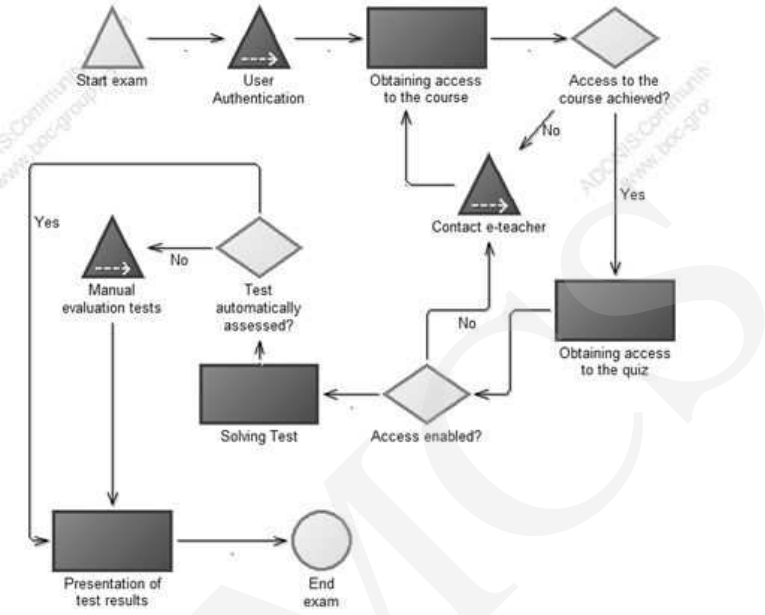 Start exam
User
Authentication
Obtaining access
to the course
Access to the
course achieved?
No
Yes
Contact e-teacher
Yes
No
Manual
evaluation tests
Test
automatically
assessed?
No
Obtaining access
to the quiz
Solving Test
Access enabled?
Presentation of
test results
End
exam
MCS